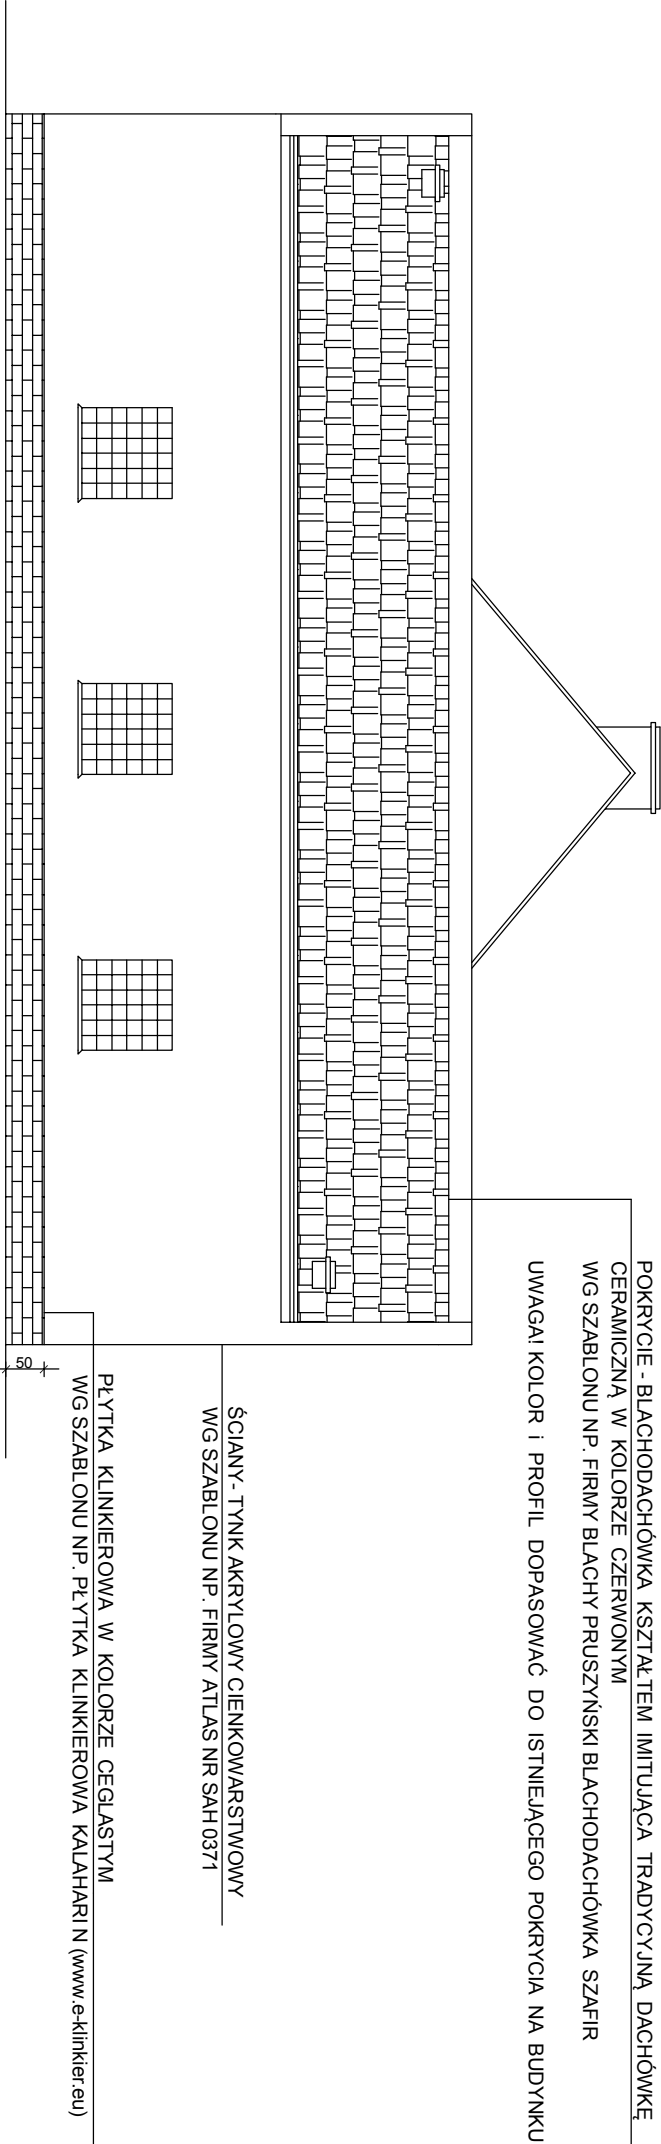 POKRYCIE - BLACHODACHÓWKA KSZTAŁTEM IMITUJĄCA TRADYCYJNĄ DACHÓWKĘ
CERAMICZNĄ W KOLORZE CZERWONYM
WG SZABLONU NP. FIRMY BLACHY PRUSZYŃSKI BLACHODACHÓWKA SZAFIR
UWAGA! KOLOR i PROFIL DOPASOWAĆ DO ISTNIEJĄCEGO POKRYCIA NA BUDYNKU
ŚCIANY- TYNK AKRYLOWY CIENKOWARSTWOWY
WG SZABLONU NP. FIRMY ATLAS NR SAH 0371
PŁYTKA KLINKIEROWA W KOLORZE CEGLASTYM
WG SZABLONU NP. PŁYTKA KLINKIEROWA KALAHARI N (www.e-klinkier.eu)
50